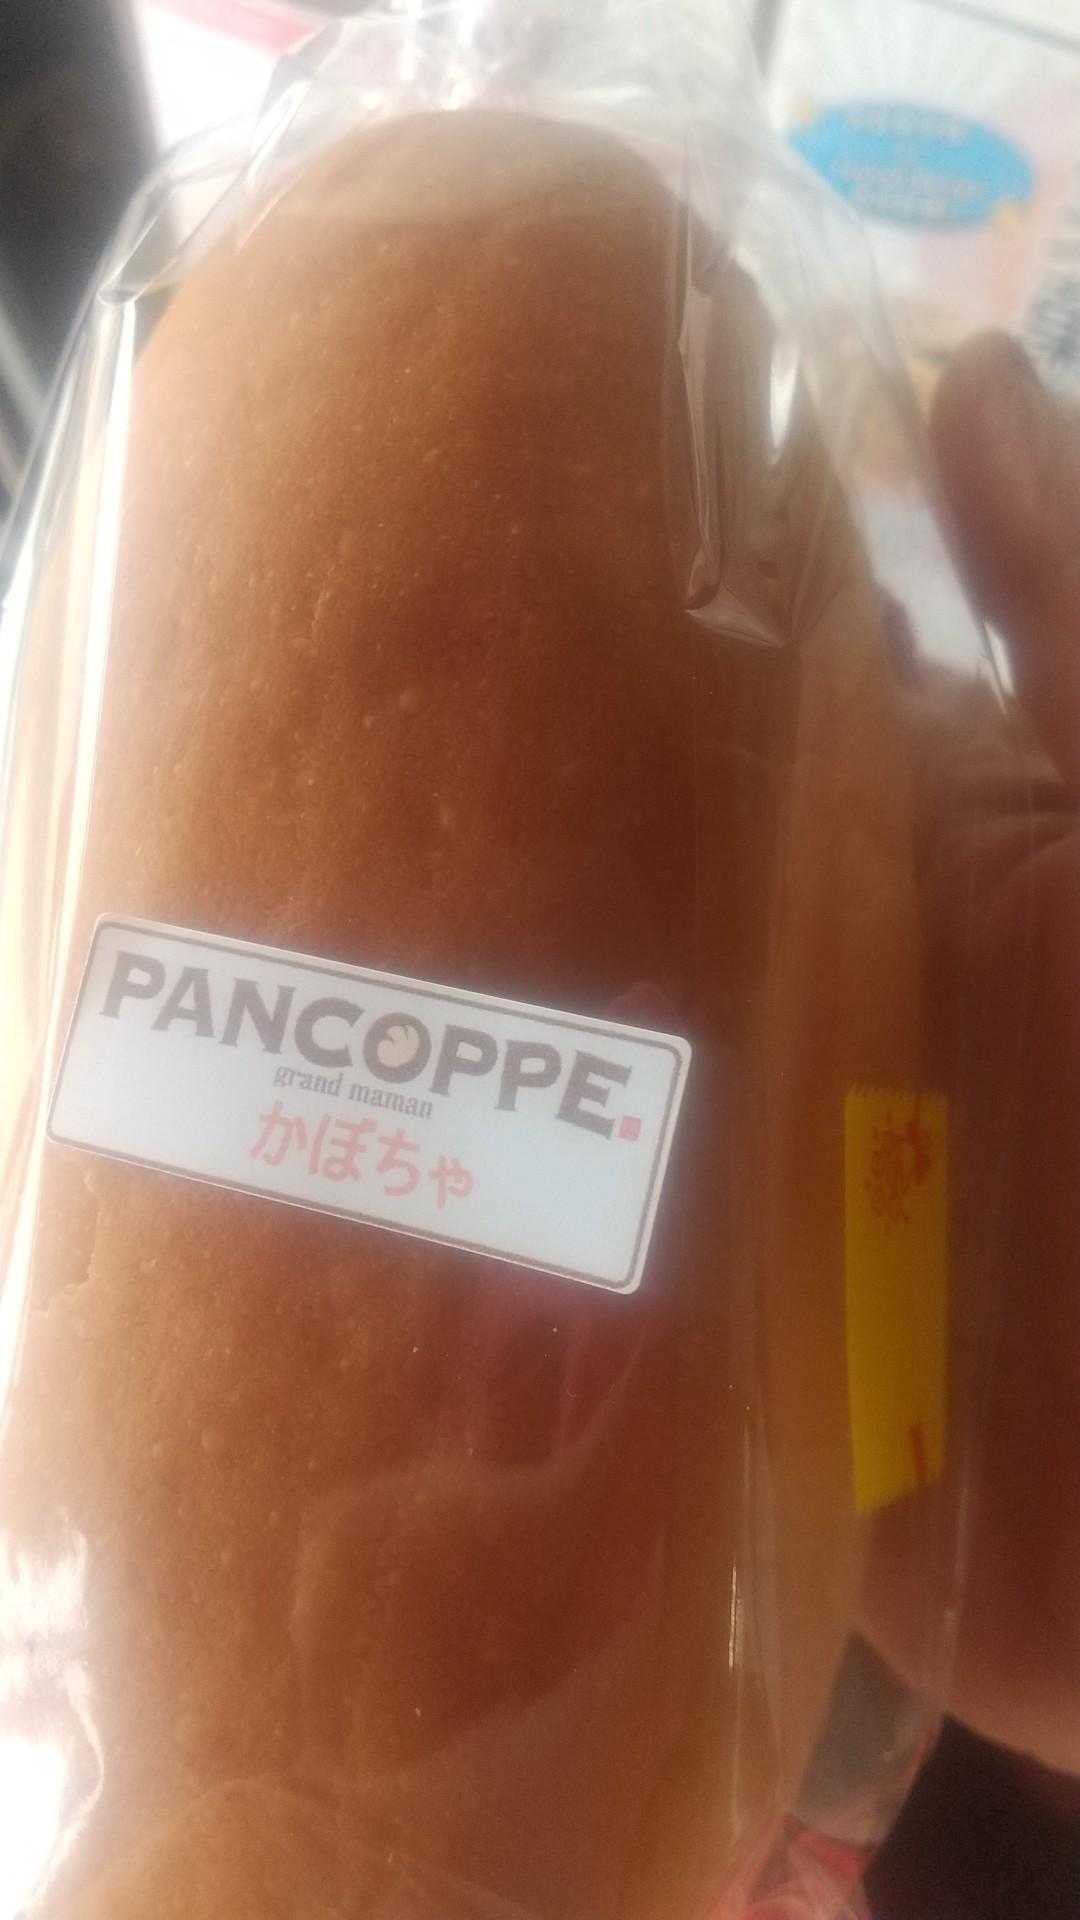 PANCOPPE.
grand maman
かぼちゃ